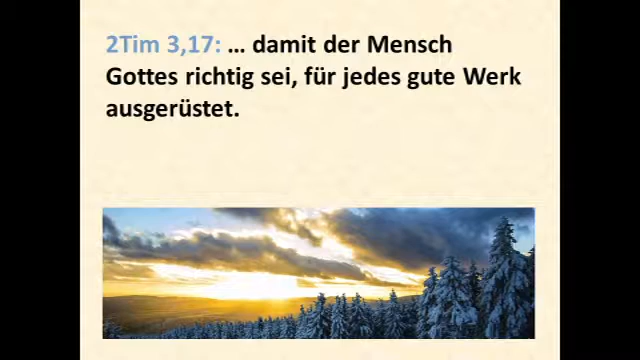 2Tim 3,17: ... damit der Mensch
Gottes richtig sei, für jedes gute Werk
ausgerüstet.